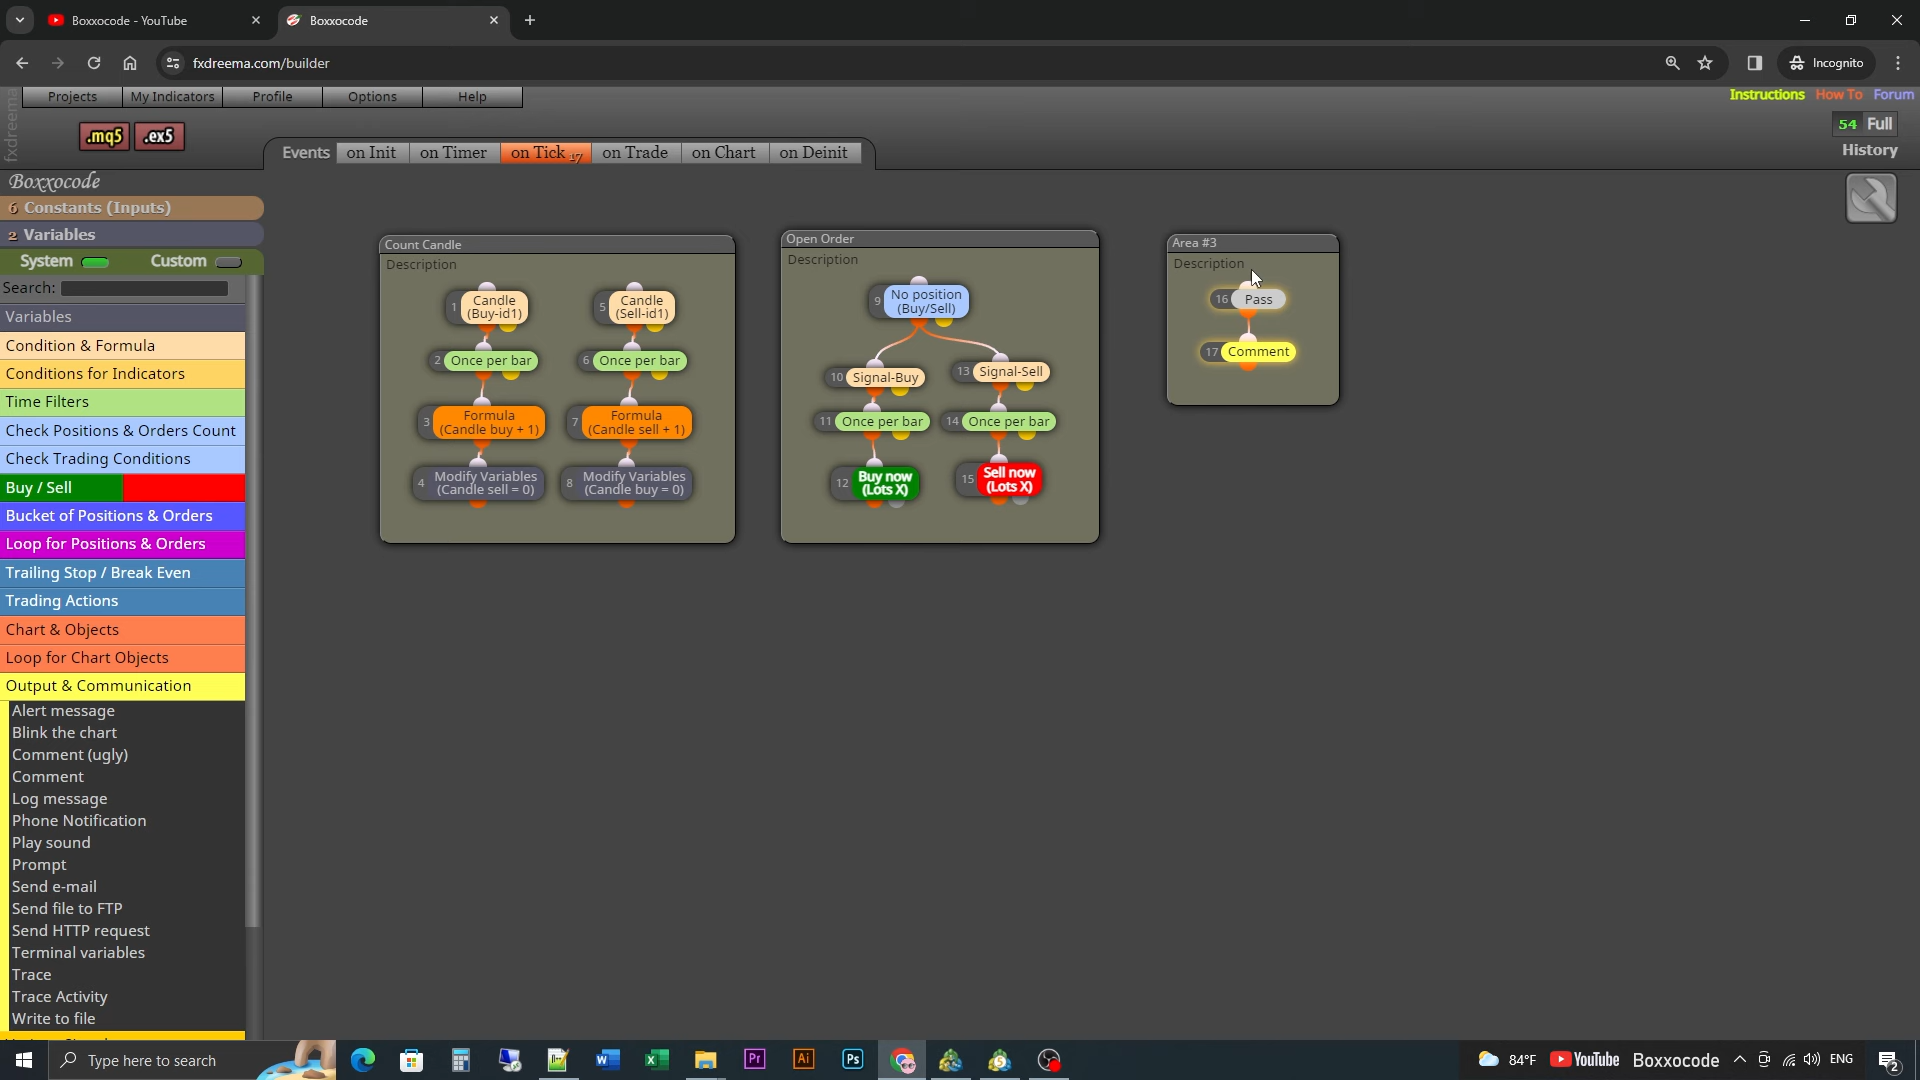 Boxxocode - YouTube
Boxxocode
fxdreema.com/builder
Incognito
fxdreema
Projects
My Indicators
Profile
Options
Help
Instructions
How To
Forum
.mq5
.ex5
54 Full
History
Events
on Init
on Timer
on Tick 17
on Trade
on Chart
on Deinit
Boxxocode
6 Constants (Inputs)
2 Variables
System
Custom
Search:
Variables
Condition & Formula
Conditions for Indicators
Time Filters
Check Positions & Orders Count
Check Trading Conditions
Buy / Sell
Bucket of Positions & Orders
Loop for Positions & Orders
Trailing Stop / Break Even
Trading Actions
Chart & Objects
Loop for Chart Objects
Output & Communication
Alert message
Blink the chart
Comment (ugly)
Comment
Log message
Phone Notification
Play sound
Prompt
Send e-mail
Send file to FTP
Send HTTP request
Terminal variables
Trace
Trace Activity
Write to file
Count Candle
Description
1 Candle
(Buy-id1)
2 Once per bar
3 Formula
(Candle buy + 1)
4 Modify Variables
(Candle sell = 0)
5 Candle
(Sell-id1)
6 Once per bar
7 Formula
(Candle sell + 1)
8 Modify Variables
(Candle buy = 0)
Open Order
Description
9 No position
(Buy/Sell)
10 Signal-Buy
11 Once per bar
12 Buy now
(Lots X)
13 Signal-Sell
14 Once per bar
15 Sell now
(Lots X)
Area #3
Description
16 Pass
17 Comment
Type here to search
84°F
YouTube
Boxxocode
ENG
2